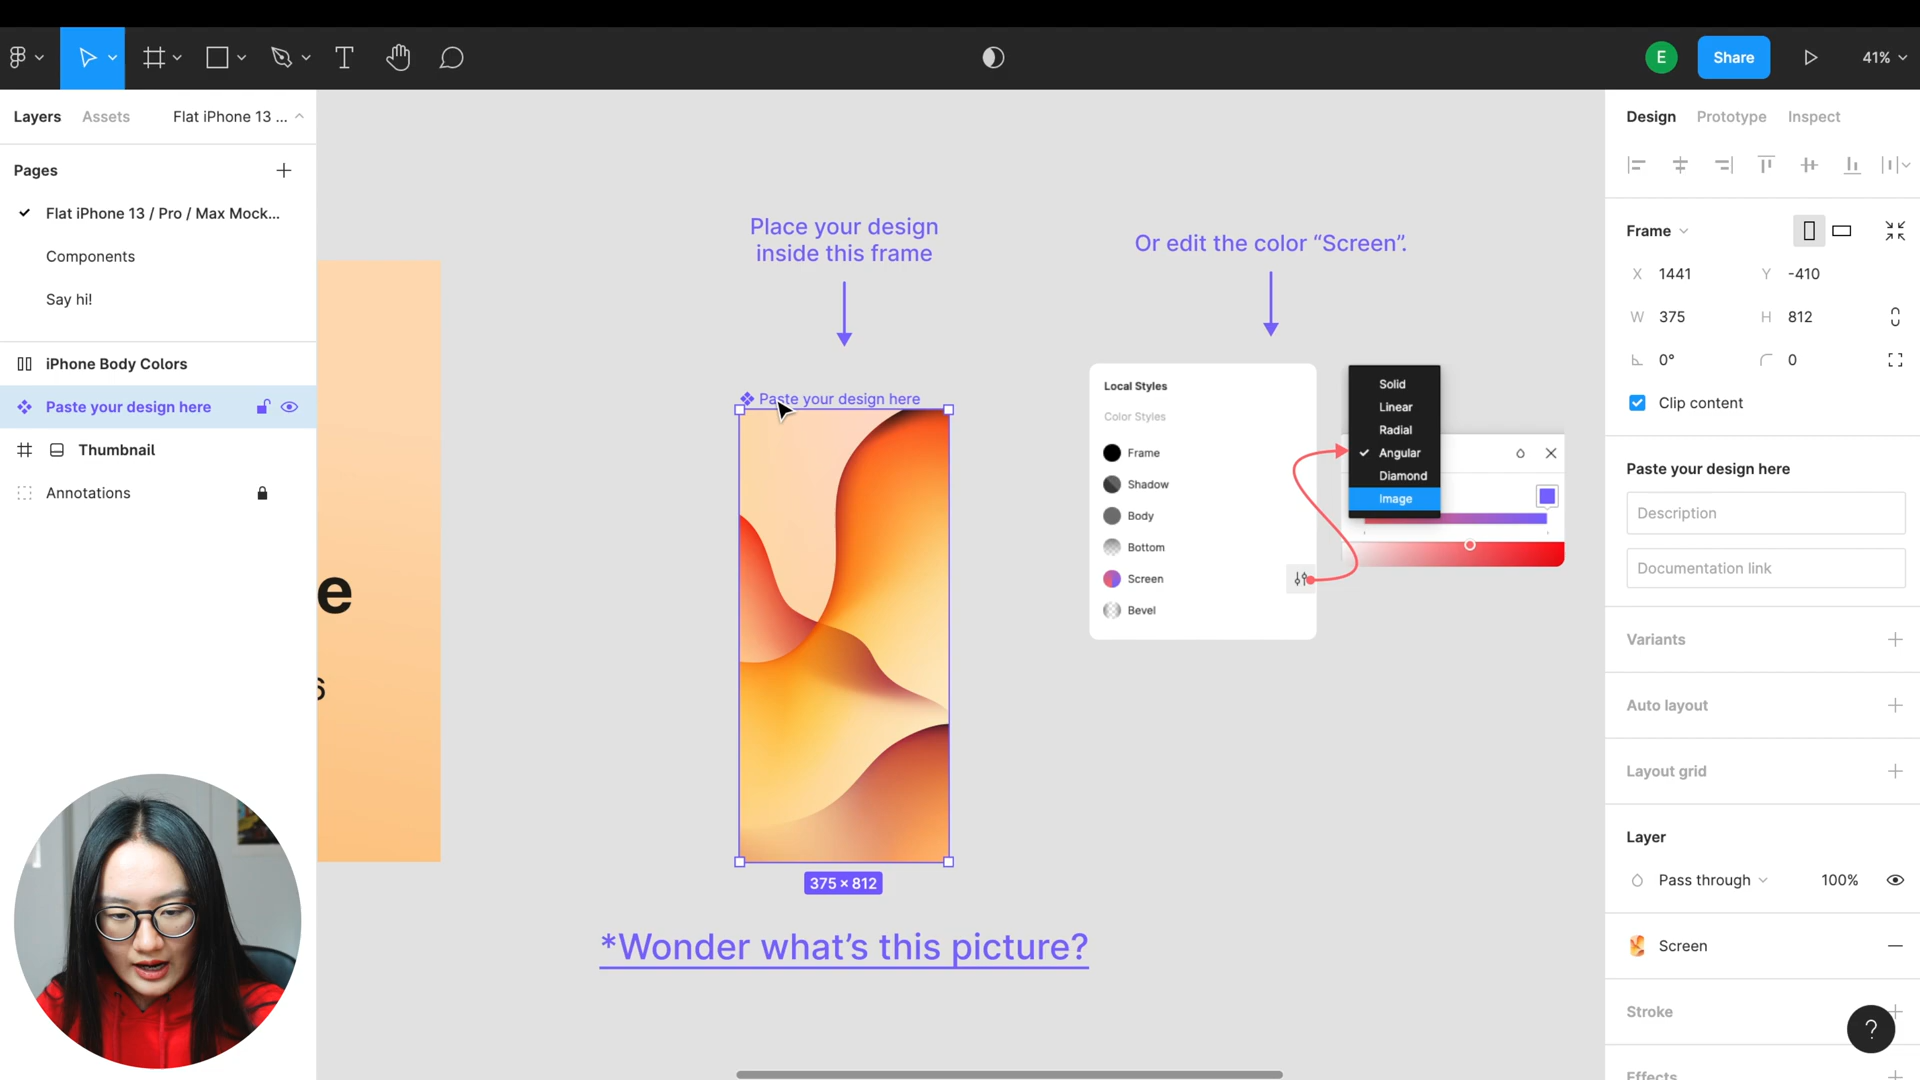 E
Share
41%
Layers
Assets
Flat iPhone 13 ...
Pages
Flat iPhone 13 / Pro / Max Mock...
Components
Say hi!
iPhone Body Colors
Paste your design here
Thumbnail
Annotations
e
6
Place your design
inside this frame
Paste your design here
375 × 812
*Wonder what's this picture?
Or edit the color “Screen”.
Local Styles
Color Styles
Frame
Shadow
Body
Bottom
Screen
Bevel
Solid
Linear
Radial
Angular
Diamond
Image
Design
Prototype
Inspect
Frame
X 1441
Y -410
W 375
H 812
0°
0
Clip content
Paste your design here
Description
Documentation link
Variants
Auto layout
Layout grid
Layer
Pass through
100%
Screen
Stroke
?
Effects